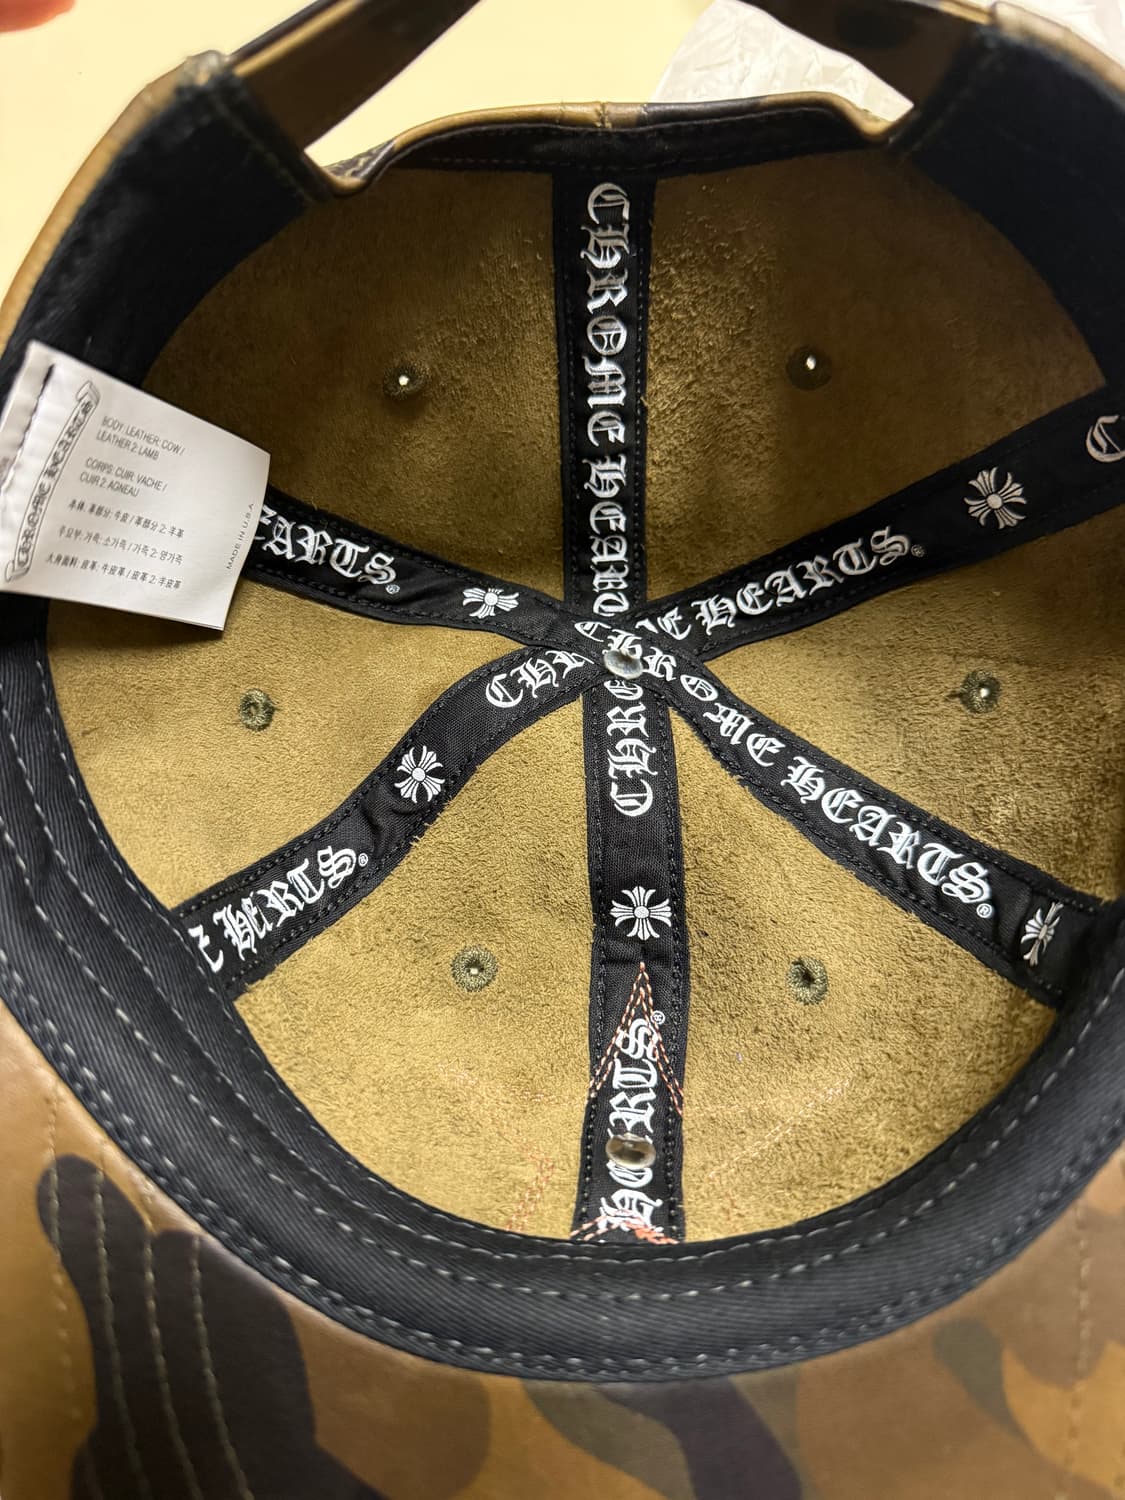 CHROME HEARTS
BODY: LEATHER: COW /
LEATHER 2: LAMB
CORPS: CUIR: VACHE /
CUIR 2: AGNEAU
本体: 革部分: 牛皮 / 革部分 2: 羊革
주요부: 가죽: 소가죽 / 가죽 2: 양가죽
大身面料: 皮革: 牛皮革 / 皮革 2: 羊皮革
MADE IN U.S.A
CHROME HEARTS
HEARTS®
HEARTS®
C
CHROME HEARTS®
CHR
HEARTS®
CHRO
HEARTS®